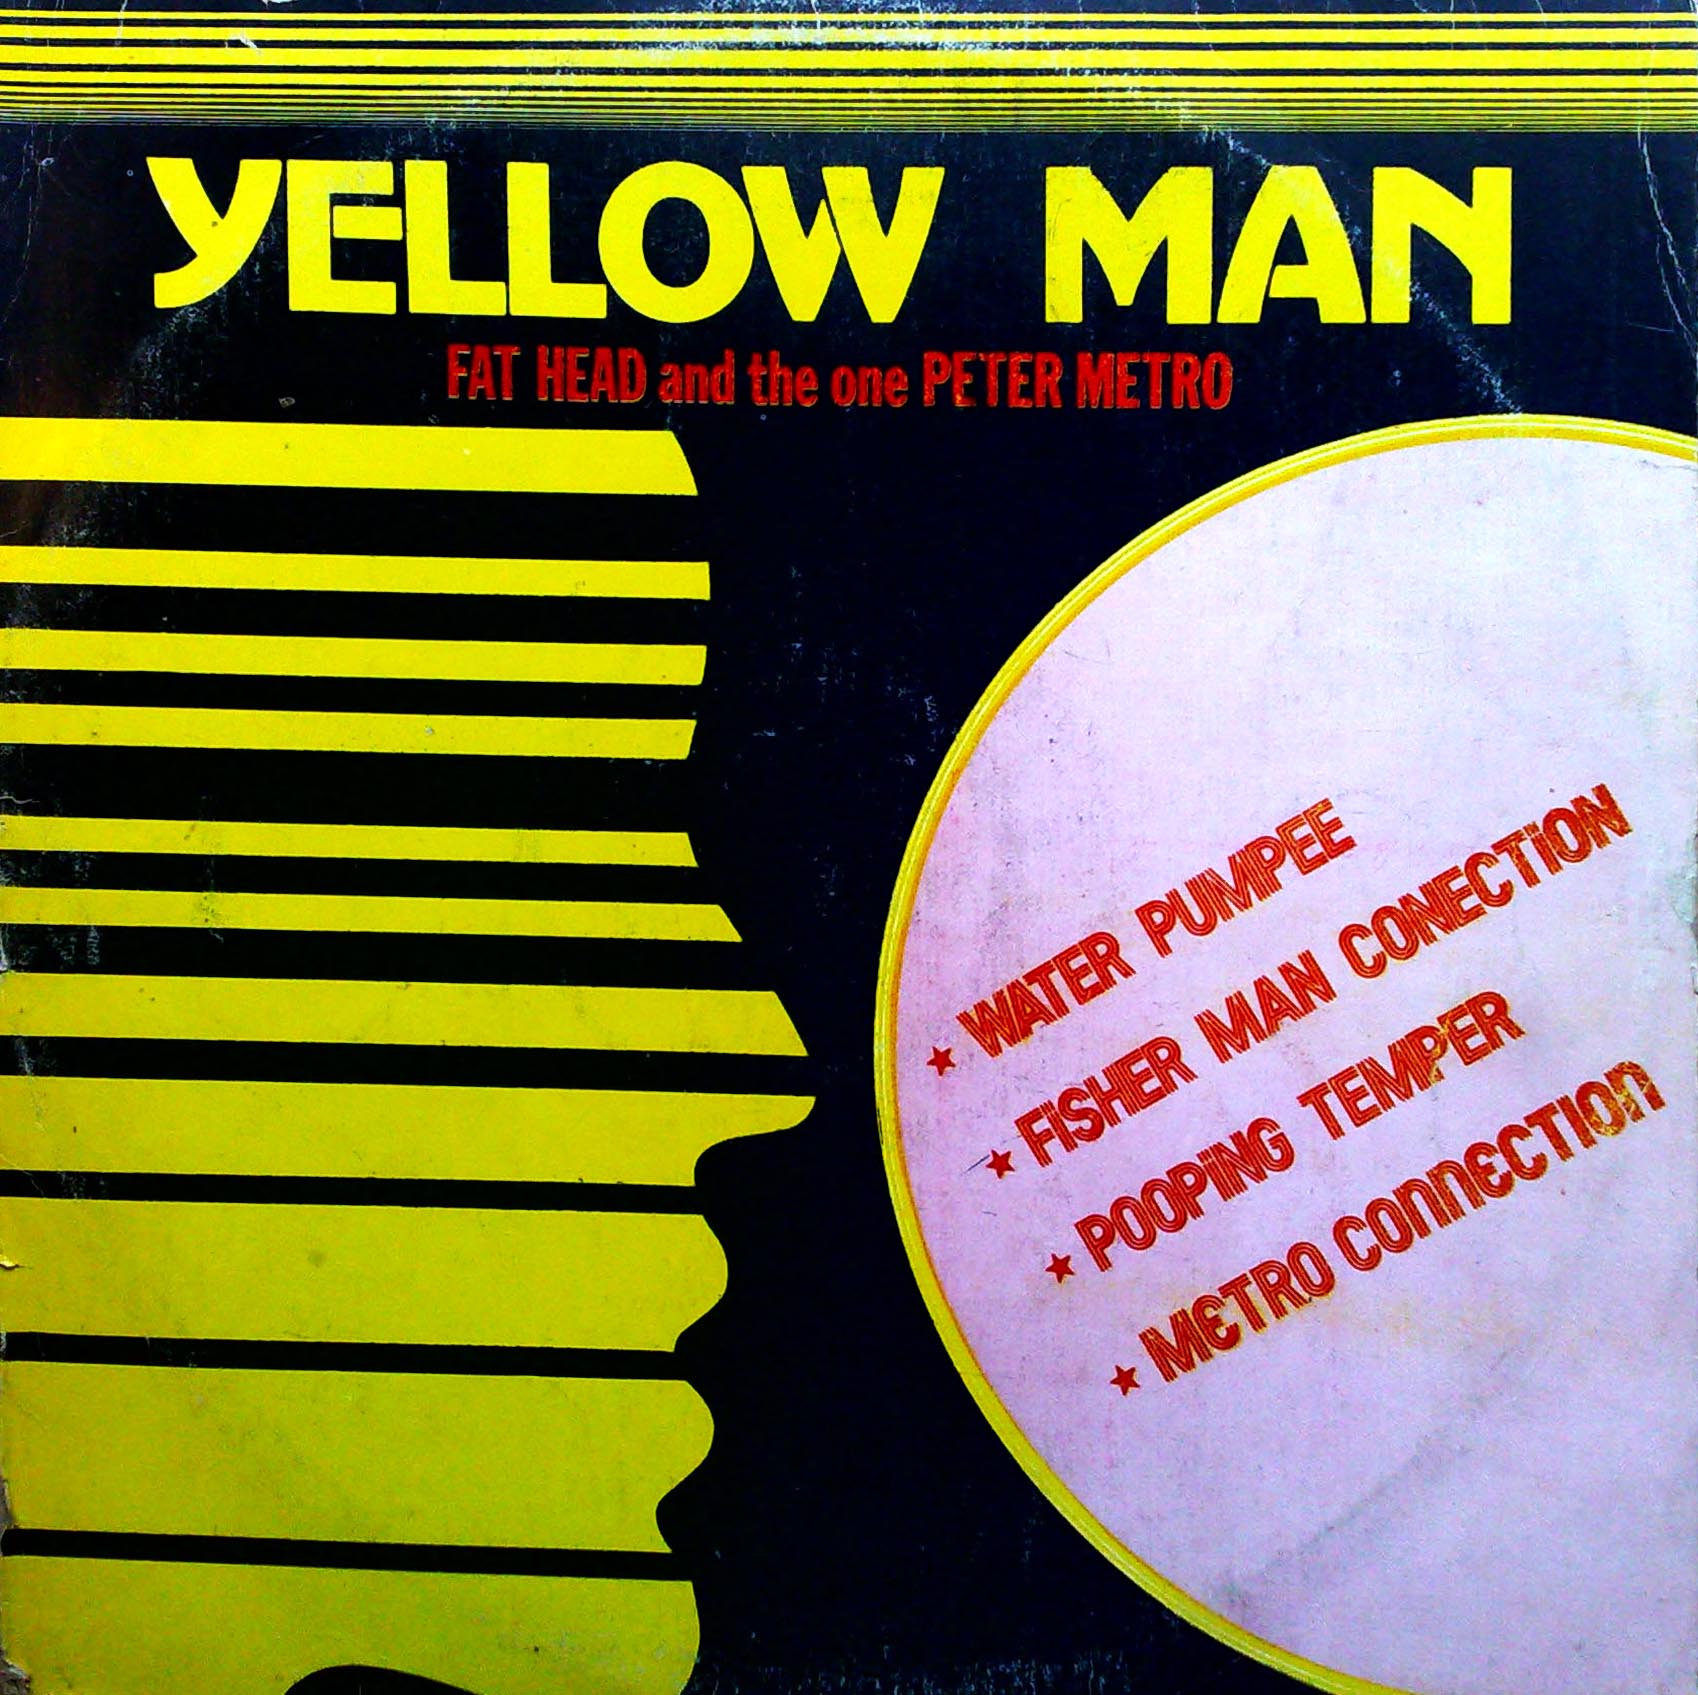 YELLOW MAN
FAT HEAD and the one PETER METRO
★ WATER PUMPEE
★ FISHER MAN CONECTION
★ POOPING TEMPER
★ METRO CONNECTION